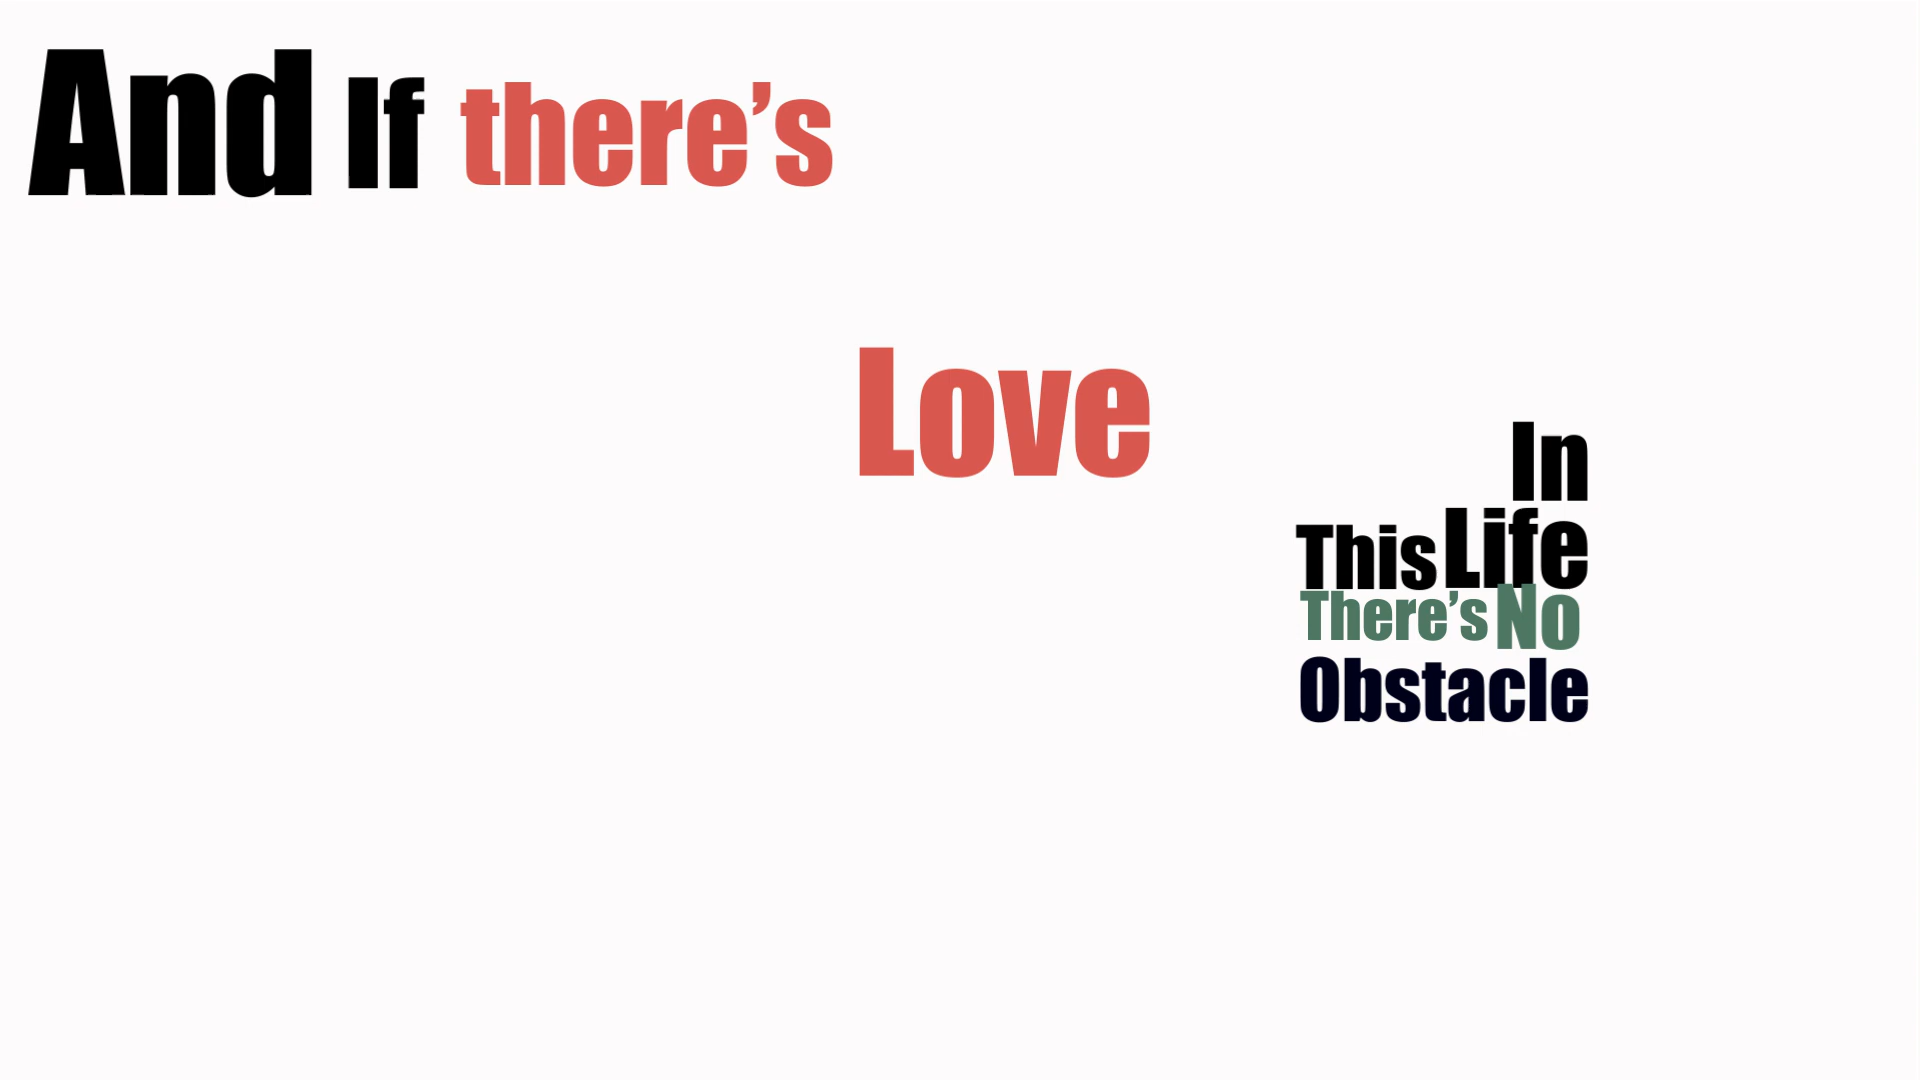 And If there’s
Love
In
This Life
There’s No
Obstacle